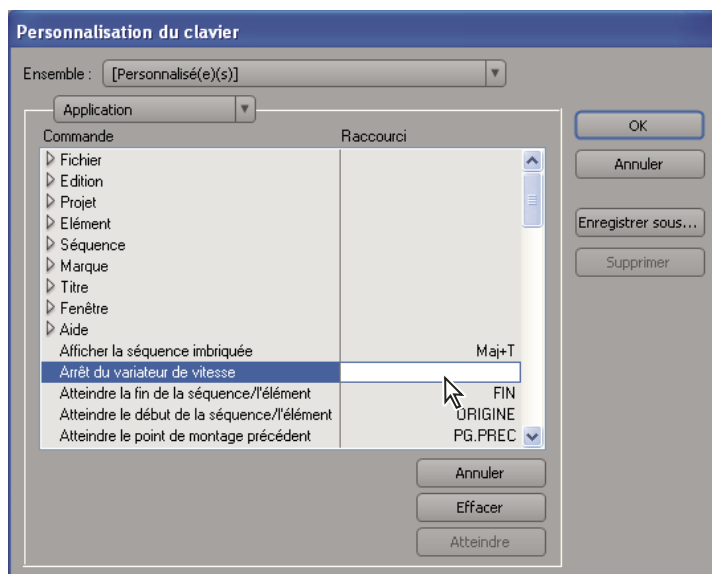 Personnalisation du clavier
Ensemble : [Personnalisé(e)(s)]
Application
Commande Raccourci
Fichier
Edition
Projet
Elément
Séquence
Marque
Titre
Fenêtre
Aide
Afficher la séquence imbriquée Maj+T
Arrêt du variateur de vitesse
Atteindre la fin de la séquence/l'élément FIN
Atteindre le début de la séquence/l'élément ORIGINE
Atteindre le point de montage précédent PG.PREC
Annuler
Effacer
Atteindre
OK
Annuler
Enregistrer sous...
Supprimer